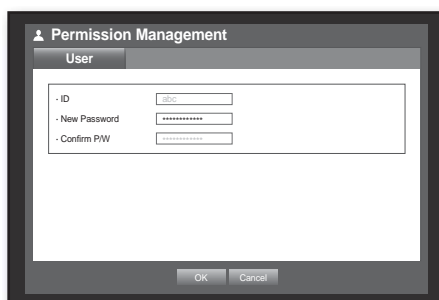 Permission Management
User
- ID abc
- New Password ************
- Confirm P/W ************
OK Cancel